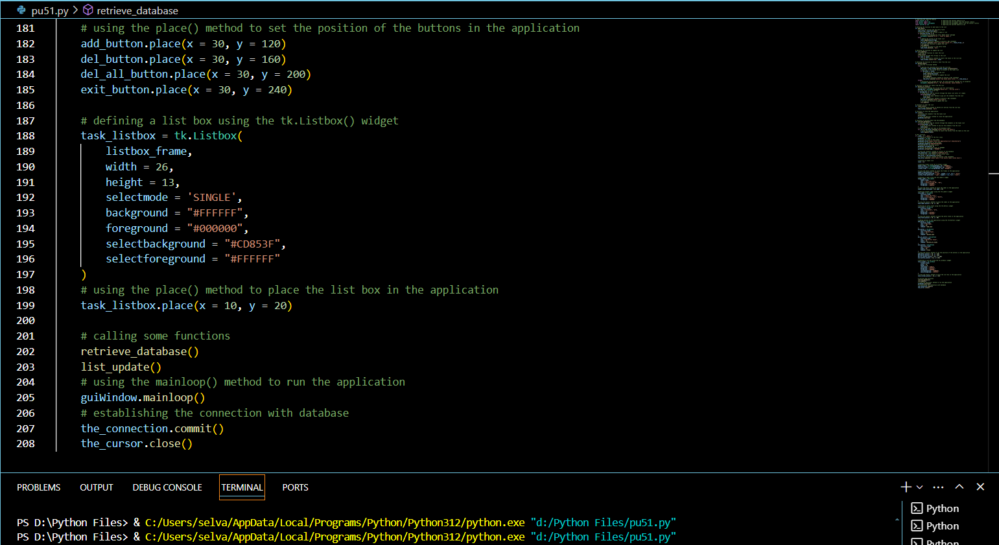 pu51.py > retrieve_database
181 # using the place() method to set the position of the buttons in the application
182 add_button.place(x = 30, y = 120)
183 del_button.place(x = 30, y = 160)
184 del_all_button.place(x = 30, y = 200)
185 exit_button.place(x = 30, y = 240)
186
187 # defining a list box using the tk.Listbox() widget
188 task_listbox = tk.Listbox(
189     listbox_frame,
190     width = 26,
191     height = 13,
192     selectmode = 'SINGLE',
193     background = "#FFFFFF",
194     foreground = "#000000",
195     selectbackground = "#CD853F",
196     selectforeground = "#FFFFFF"
197 )
198 # using the place() method to place the list box in the application
199 task_listbox.place(x = 10, y = 20)
200
201 # calling some functions
202 retrieve_database()
203 list_update()
204 # using the mainloop() method to run the application
205 guiWindow.mainloop()
206 # establishing the connection with database
207 the_connection.commit()
208 the_cursor.close()
PROBLEMS OUTPUT DEBUG CONSOLE TERMINAL PORTS
PS D:\Python Files> & C:/Users/selva/AppData/Local/Programs/Python/Python312/python.exe "d:/Python Files/pu51.py"
PS D:\Python Files> & C:/Users/selva/AppData/Local/Programs/Python/Python312/python.exe "d:/Python Files/pu51.py"
Python
Python
Python